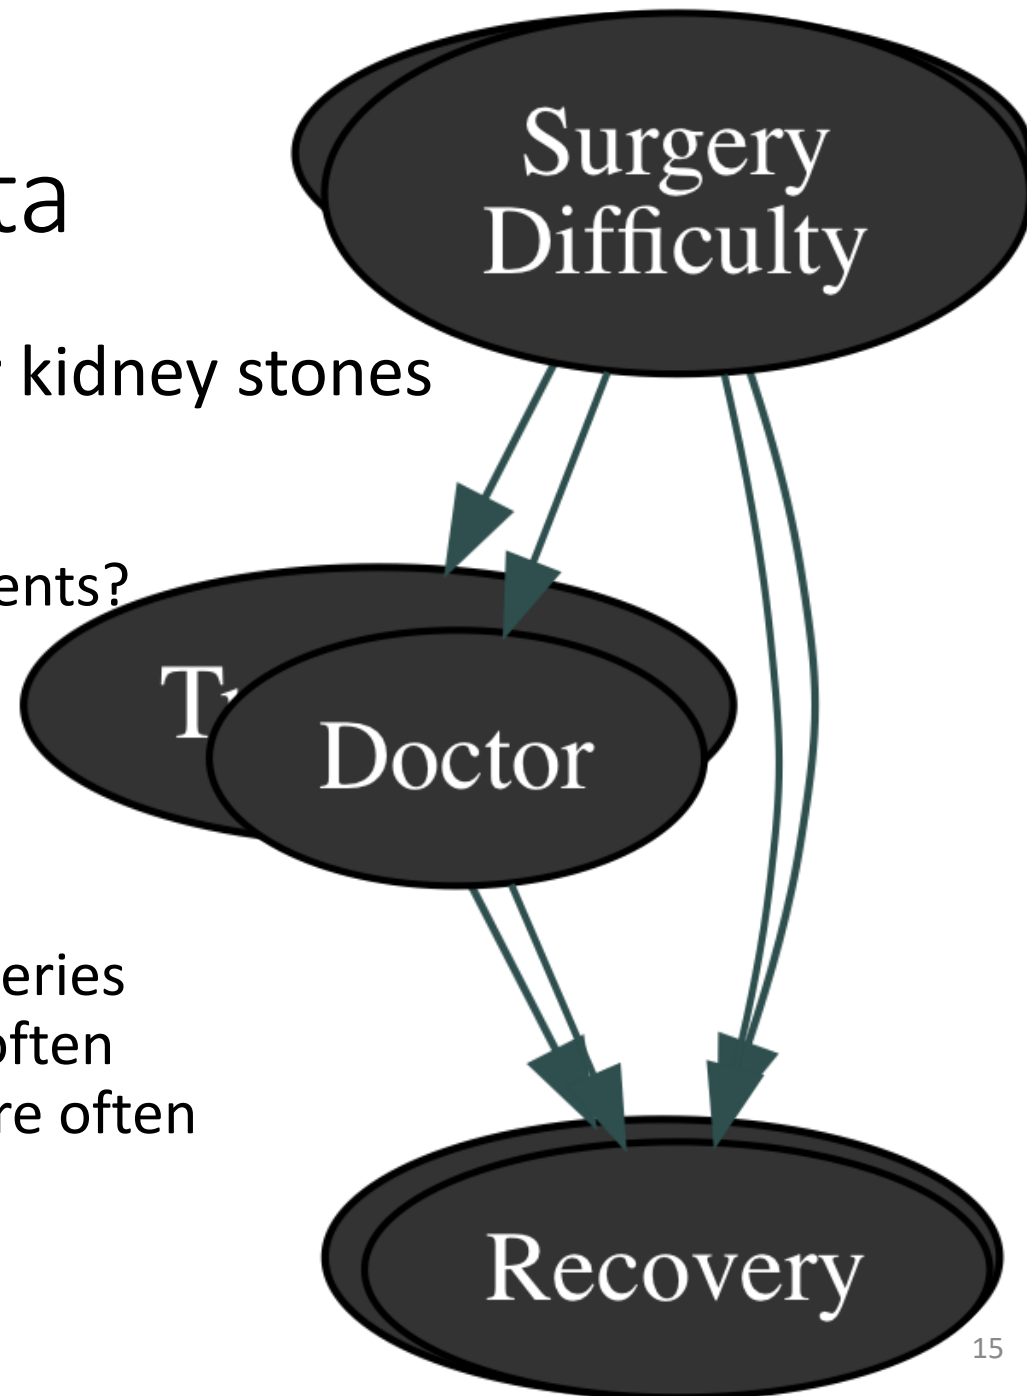 Surgery
Difficulty
ta
kidney stones
ents?
Doctor
eries
often
re often
Recovery
15